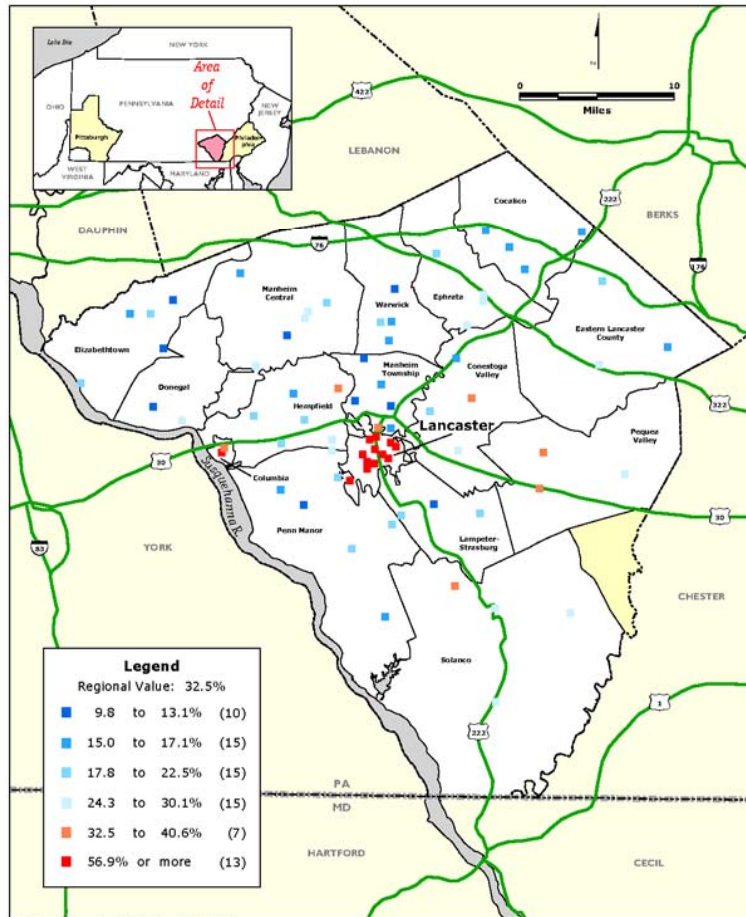 Lake Erie
NEW YORK
Area
of
Detail
OHIO
PENNSYLVANIA
NEW
JERSEY
Pittsburgh
Philadel-
phia
WEST
VIRGINIA
MARYLAND
N
0
10
Miles
422
LEBANON
DAUPHIN
BERKS
222
76
176
Cocalico
Manheim
Central
Warwick
Ephrata
Eastern Lancaster
County
Elizabethtown
Manheim
Township
Conestoga
Valley
Donegal
Hempfield
322
Lancaster
Pequea
Valley
30
Columbia
Susquehanna R.
Penn Manor
Lampeter-
Strasburg
30
83
YORK
CHESTER
Solanco
222
1
PA
MD
HARTFORD
CECIL
Legend
Regional Value: 32.5%
9.8 to 13.1% (10)
15.0 to 17.1% (15)
17.8 to 22.5% (15)
24.3 to 30.1% (15)
32.5 to 40.6% (7)
56.9% or more (13)